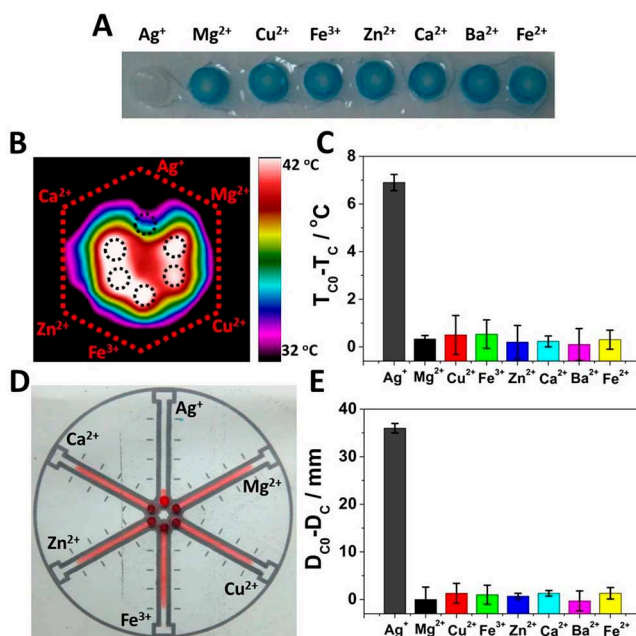 A
Ag⁺ Mg²⁺ Cu²⁺ Fe³⁺ Zn²⁺ Ca²⁺ Ba²⁺ Fe²⁺
B
42 °C
Ag⁺
Ca²⁺ Mg²⁺
Zn²⁺ Cu²⁺
Fe³⁺
32 °C
C
T_C0-T_C / °C
8
6
4
2
0
Ag⁺ Mg²⁺ Cu²⁺ Fe³⁺ Zn²⁺ Ca²⁺ Ba²⁺ Fe²⁺
D
Ag⁺
Ca²⁺ Mg²⁺
Zn²⁺ Cu²⁺
Fe³⁺
E
D_C0-D_C / mm
40
30
20
10
0
Ag⁺ Mg²⁺ Cu²⁺ Fe³⁺ Zn²⁺ Ca²⁺ Ba²⁺ Fe²⁺